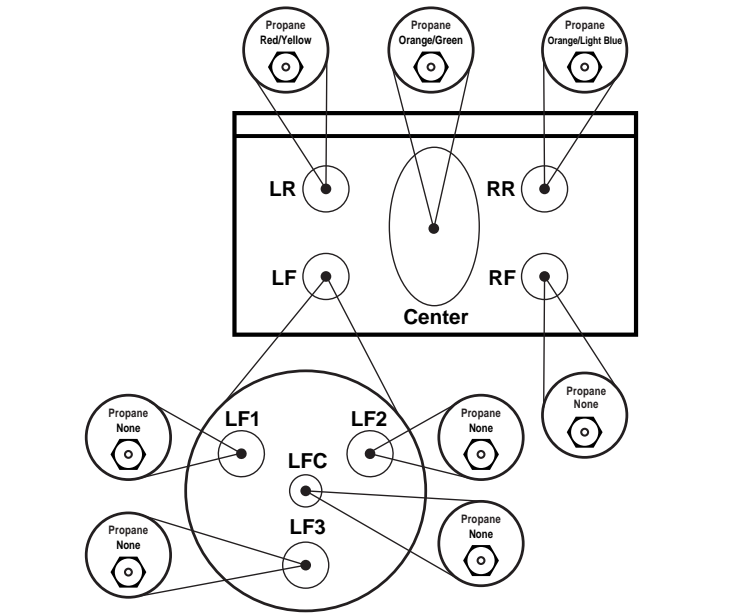 Propane
Red/Yellow
Propane
Orange/Green
Propane
Orange/Light Blue
LR
RR
LF
RF
Center
Propane
None
Propane
None
LF1
LF2
Propane
None
LFC
LF3
Propane
None
Propane
None